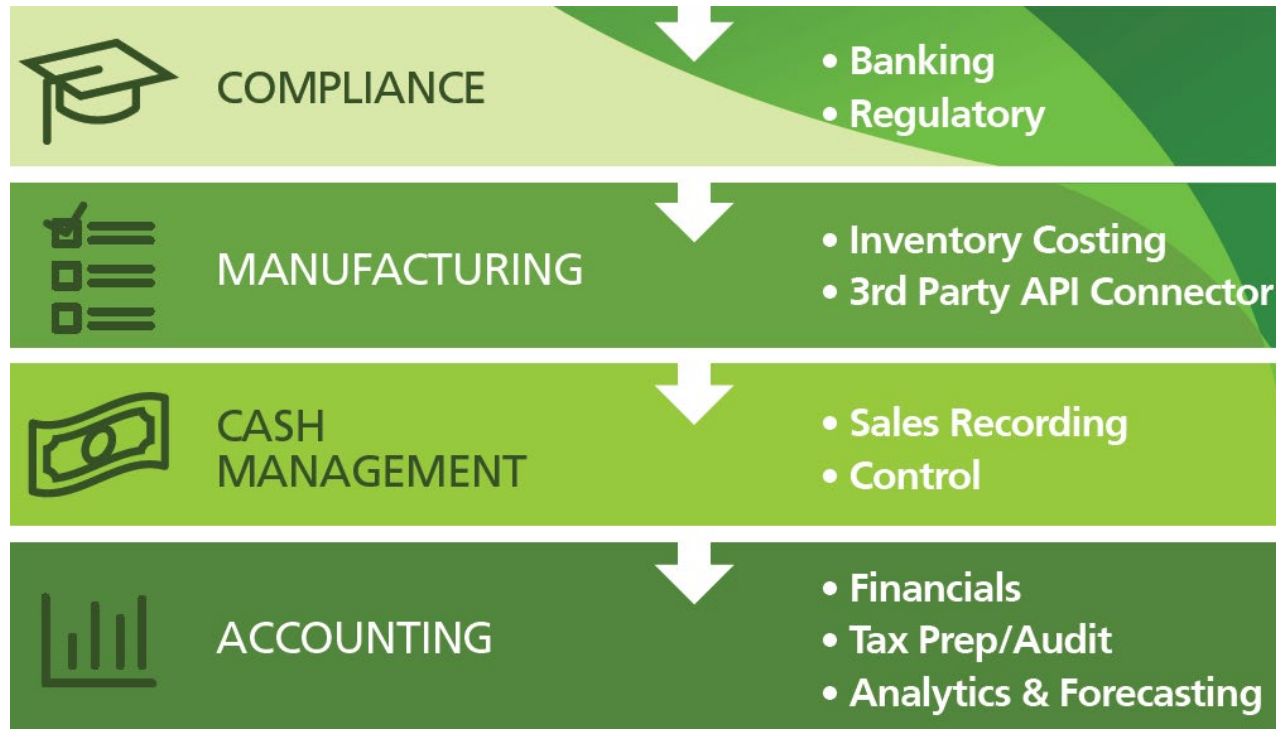 COMPLIANCE
• Banking
• Regulatory
MANUFACTURING
• Inventory Costing
• 3rd Party API Connector
CASH
MANAGEMENT
• Sales Recording
• Control
ACCOUNTING
• Financials
• Tax Prep/Audit
• Analytics & Forecasting